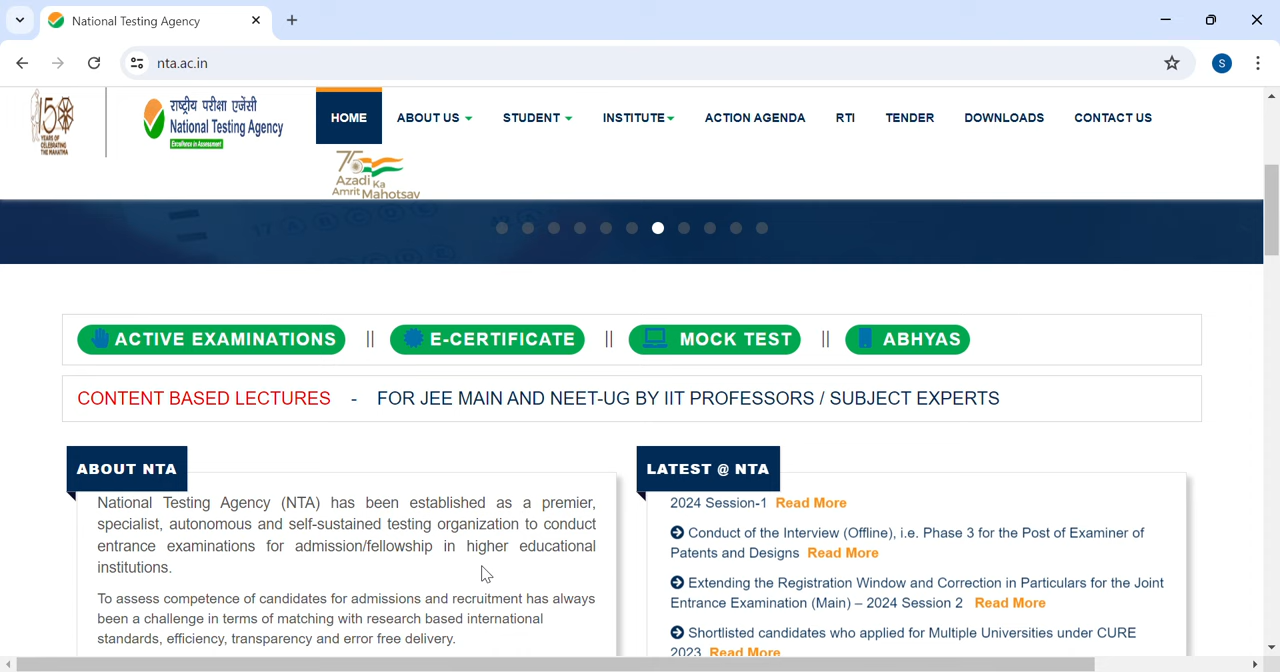 National Testing Agency
nta.ac.in
S
150
YEARS OF
CELEBRATING
THE MAHATMA
राष्ट्रीय परीक्षा एजेंसी
National Testing Agency
Excellence in Assessment
HOME ABOUT US STUDENT INSTITUTE ACTION AGENDA RTI TENDER DOWNLOADS CONTACT US
75
Azadi Ka
Amrit Mahotsav
ACTIVE EXAMINATIONS || E-CERTIFICATE || MOCK TEST || ABHYAS
CONTENT BASED LECTURES - FOR JEE MAIN AND NEET-UG BY IIT PROFESSORS / SUBJECT EXPERTS
ABOUT NTA
National Testing Agency (NTA) has been established as a premier,
specialist, autonomous and self-sustained testing organization to conduct
entrance examinations for admission/fellowship in higher educational
institutions.
To assess competence of candidates for admissions and recruitment has always
been a challenge in terms of matching with research based international
standards, efficiency, transparency and error free delivery.
LATEST @ NTA
2024 Session-1 Read More
Conduct of the Interview (Offline), i.e. Phase 3 for the Post of Examiner of
Patents and Designs Read More
Extending the Registration Window and Correction in Particulars for the Joint
Entrance Examination (Main) – 2024 Session 2 Read More
Shortlisted candidates who applied for Multiple Universities under CURE
2023 Read More